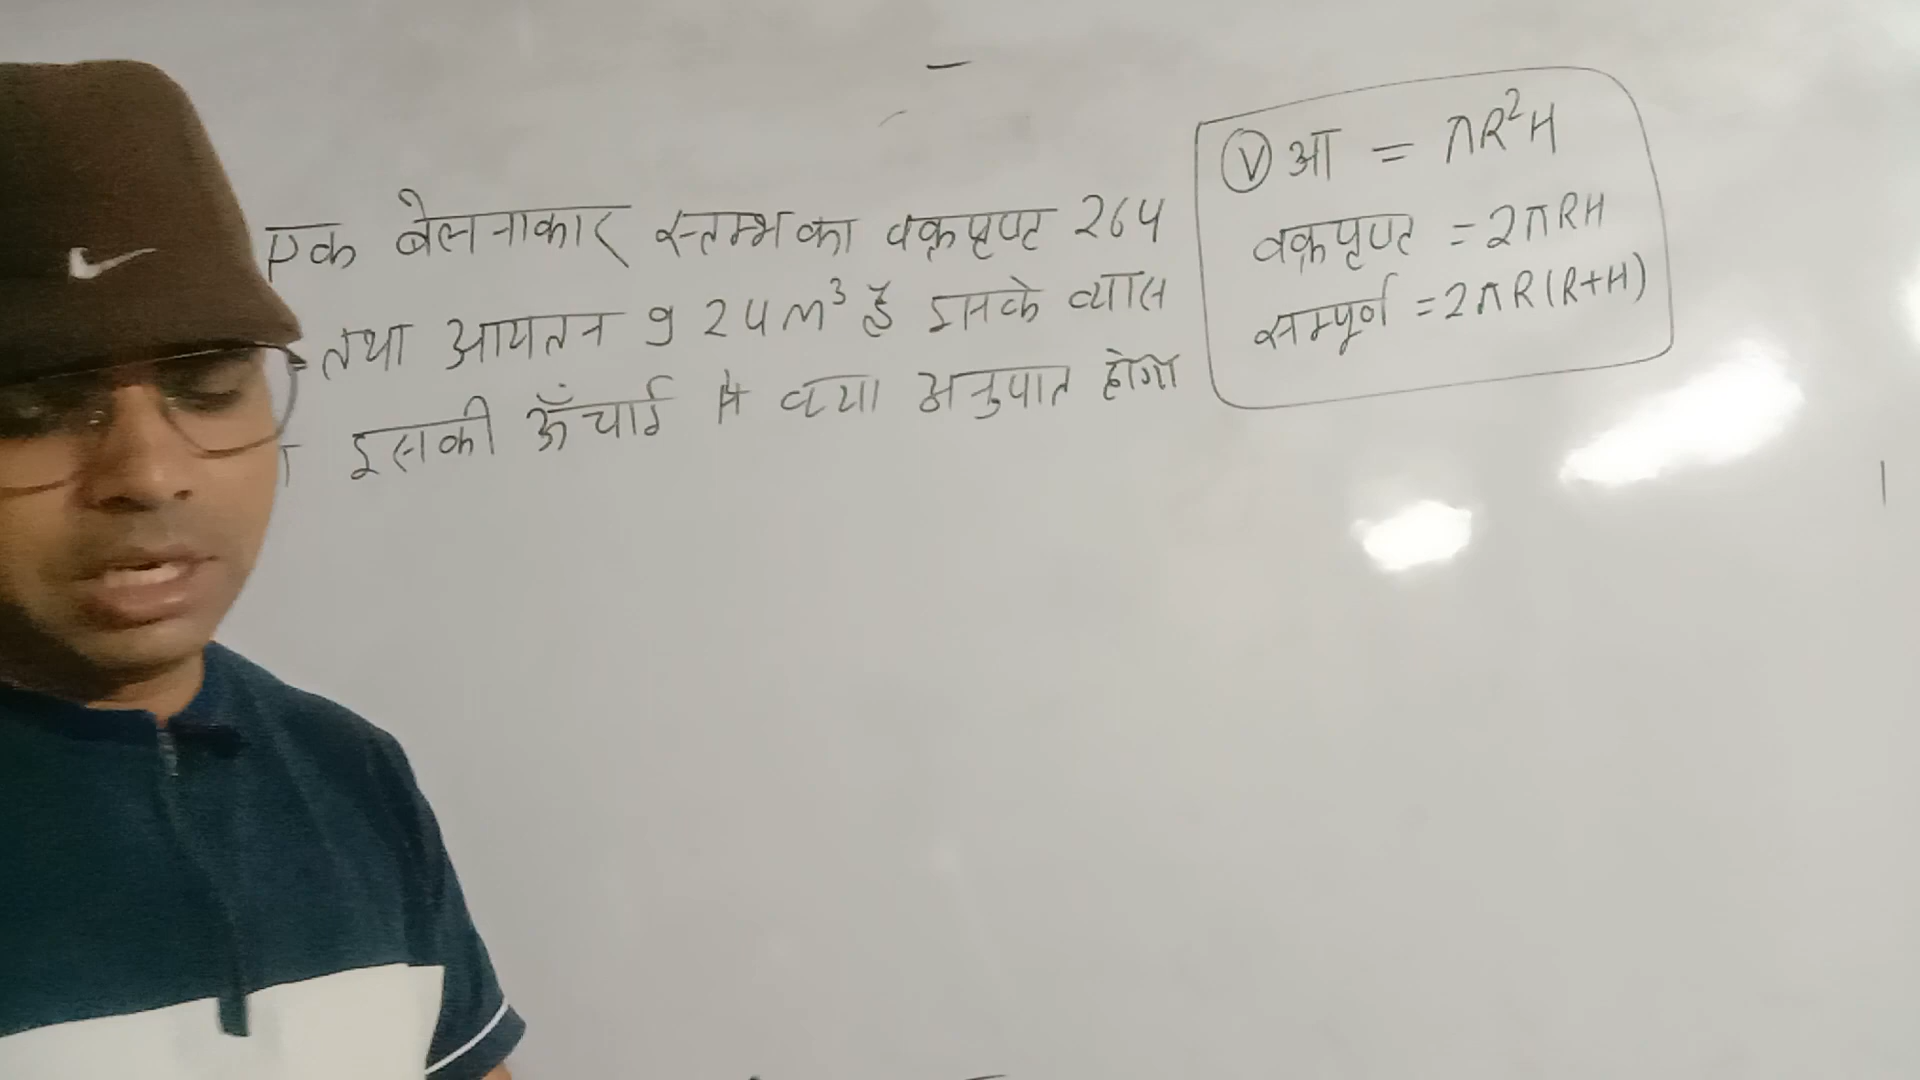 एक बेलनाकार स्तम्भ का वक्रपृष्ठ 264
तथा आयतन 924 m³ है इसके व्यास
इसकी ऊँचाई में क्या अनुपात होगा
(V) आ = πR²H
वक्रपृष्ठ = 2πRH
सम्पूर्ण = 2πR(R+H)